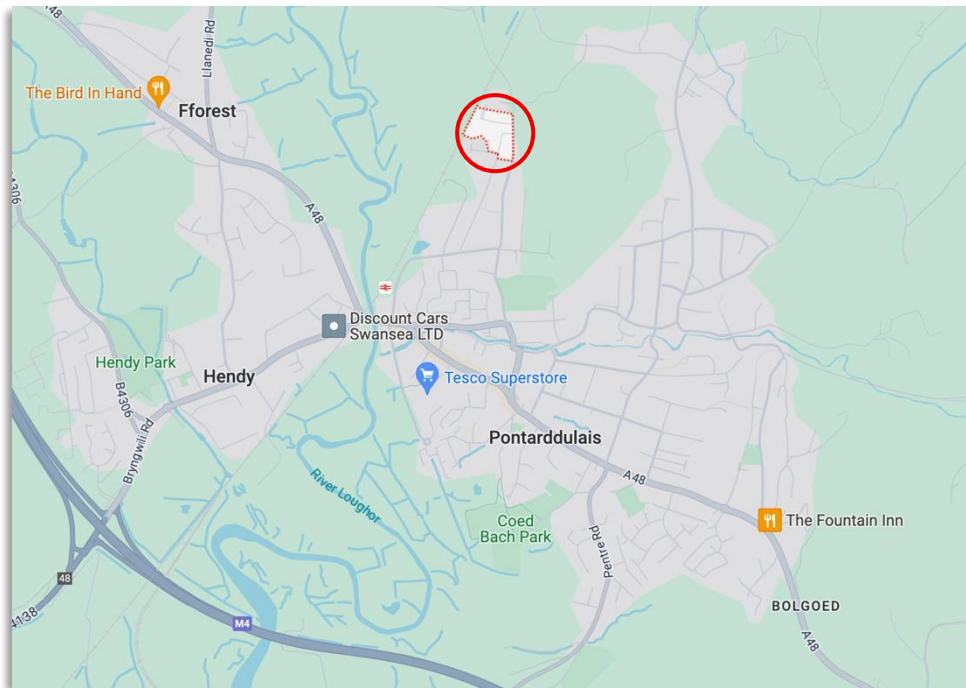 A48
Llanedi Rd
The Bird In Hand
Fforest
B4306
A48
Discount Cars
Swansea LTD
Hendy Park
Hendy
Tesco Superstore
B4306
Pontarddulais
Bryngwili Rd
A48
River Loughor
Coed
Bach Park
The Fountain Inn
Pentre Rd
48
BOLGOED
A4138
M4
A48